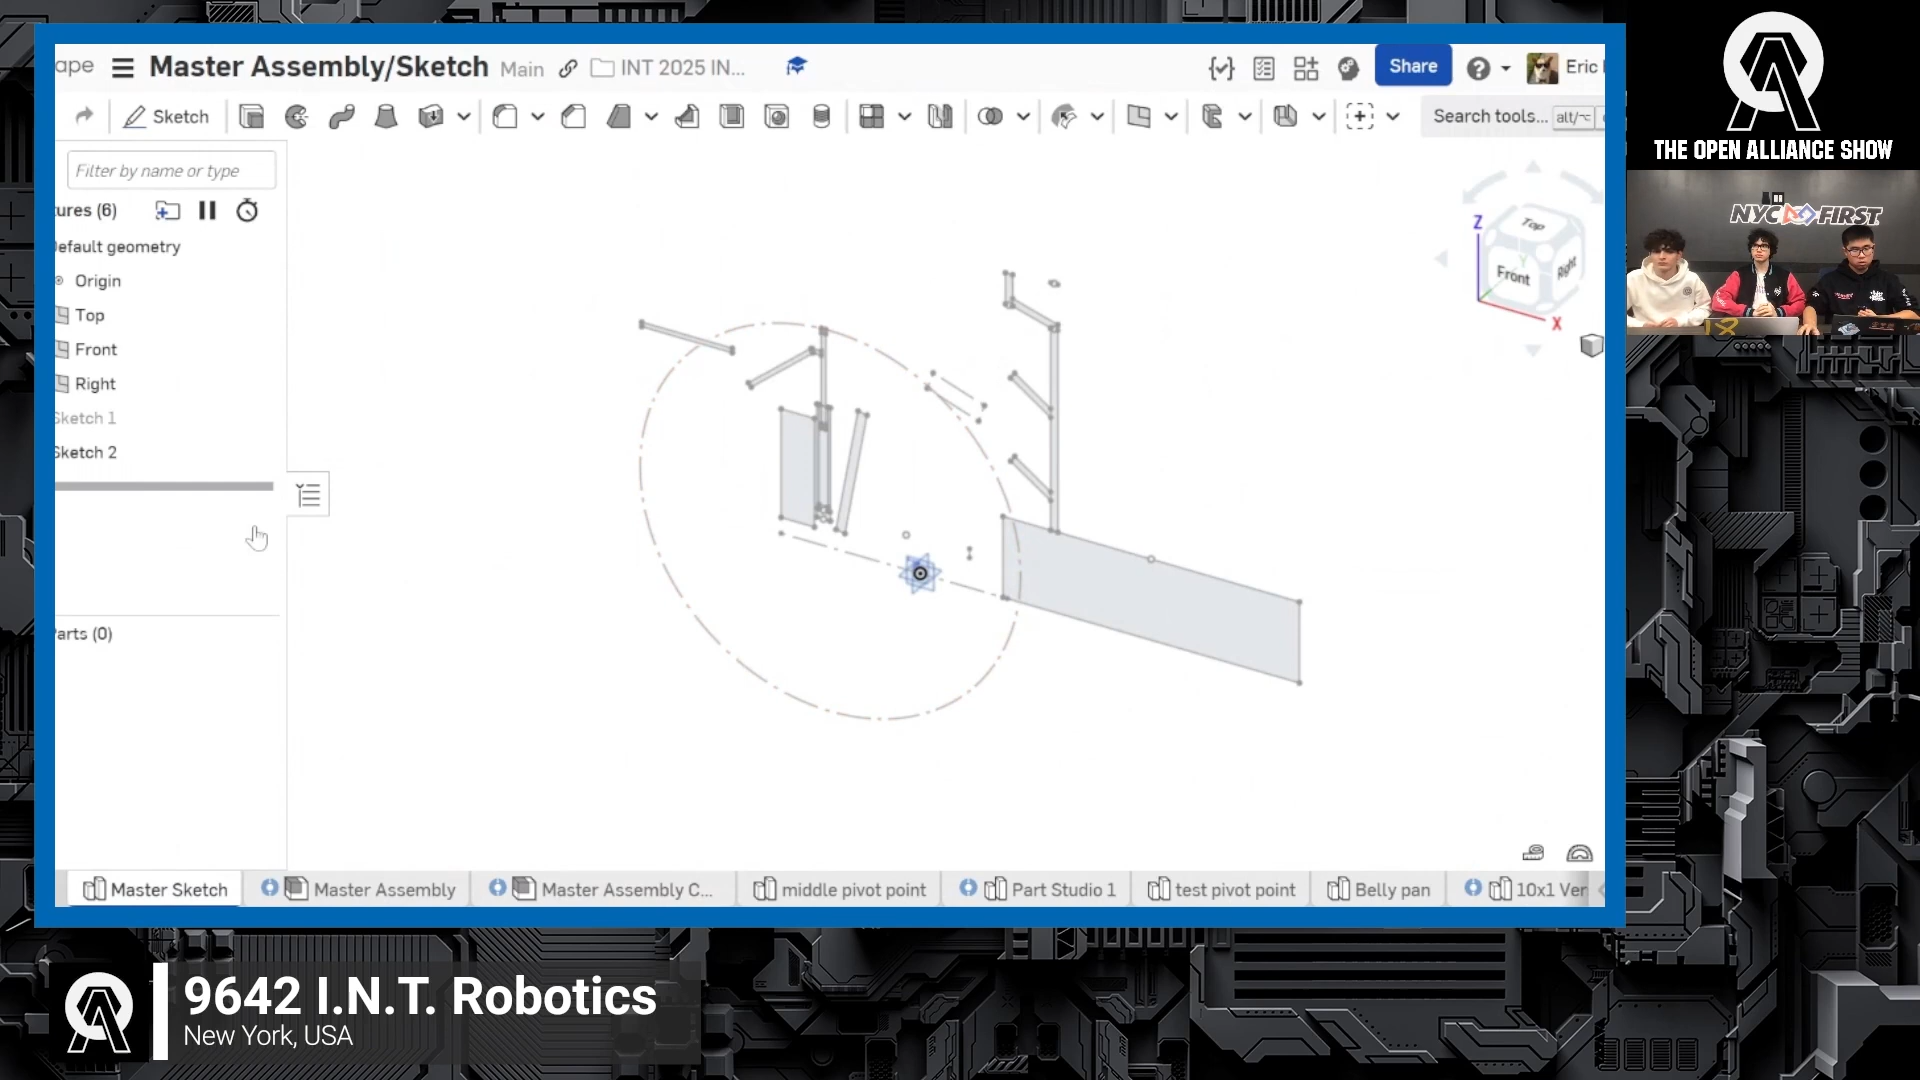 ape Master Assembly/Sketch Main INT 2025 IN... Share Eric
Sketch Search tools... alt/⌥
Filter by name or type
tures (6)
Default geometry
Origin
Top
Front
Right
Sketch 1
Sketch 2
Parts (0)
Z
Top
Y
Front
Right
X
Master Sketch Master Assembly Master Assembly C... middle pivot point Part Studio 1 test pivot point Belly pan 10x1 Ver
THE OPEN ALLIANCE SHOW
NYC FIRST
9642 I.N.T. Robotics
New York, USA